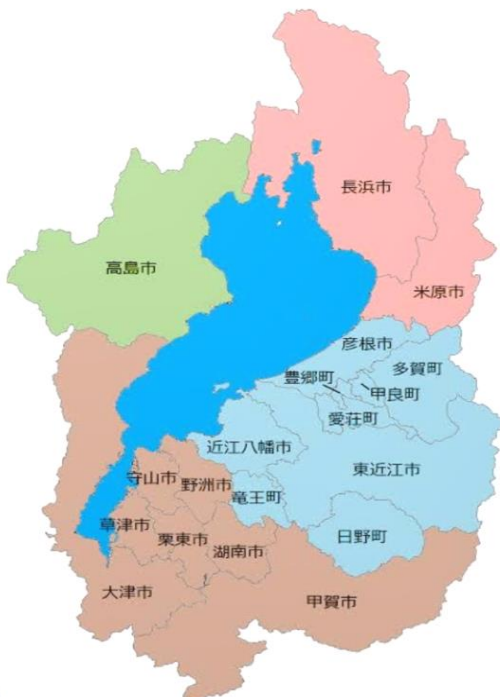 長浜市
高島市
米原市
彦根市
多賀町
豊郷町
甲良町
愛荘町
近江八幡市
東近江市
守山市
野洲市
竜王町
草津市
栗東市
湖南市
日野町
大津市
甲賀市